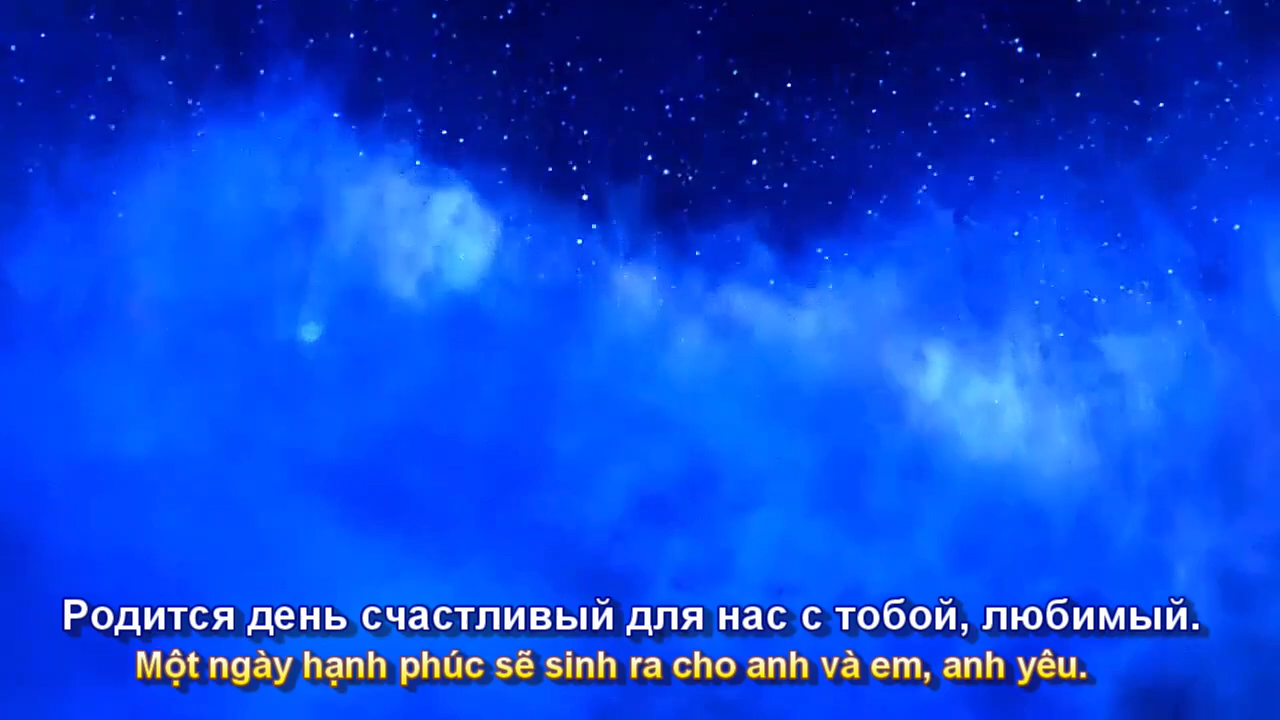 Родится день счастливый для нас с тобой, любимый.
Một ngày hạnh phúc sẽ sinh ra cho anh và em, anh yêu.